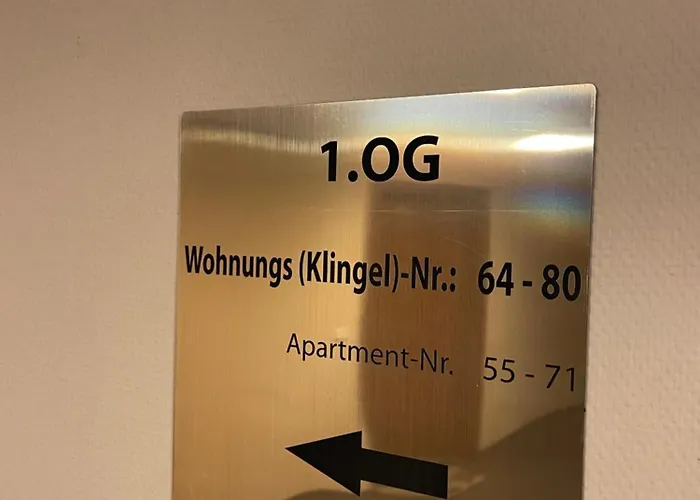 1.OG
Wohnungs (Klingel)-Nr.: 64 - 80
Apartment-Nr. 55 - 71